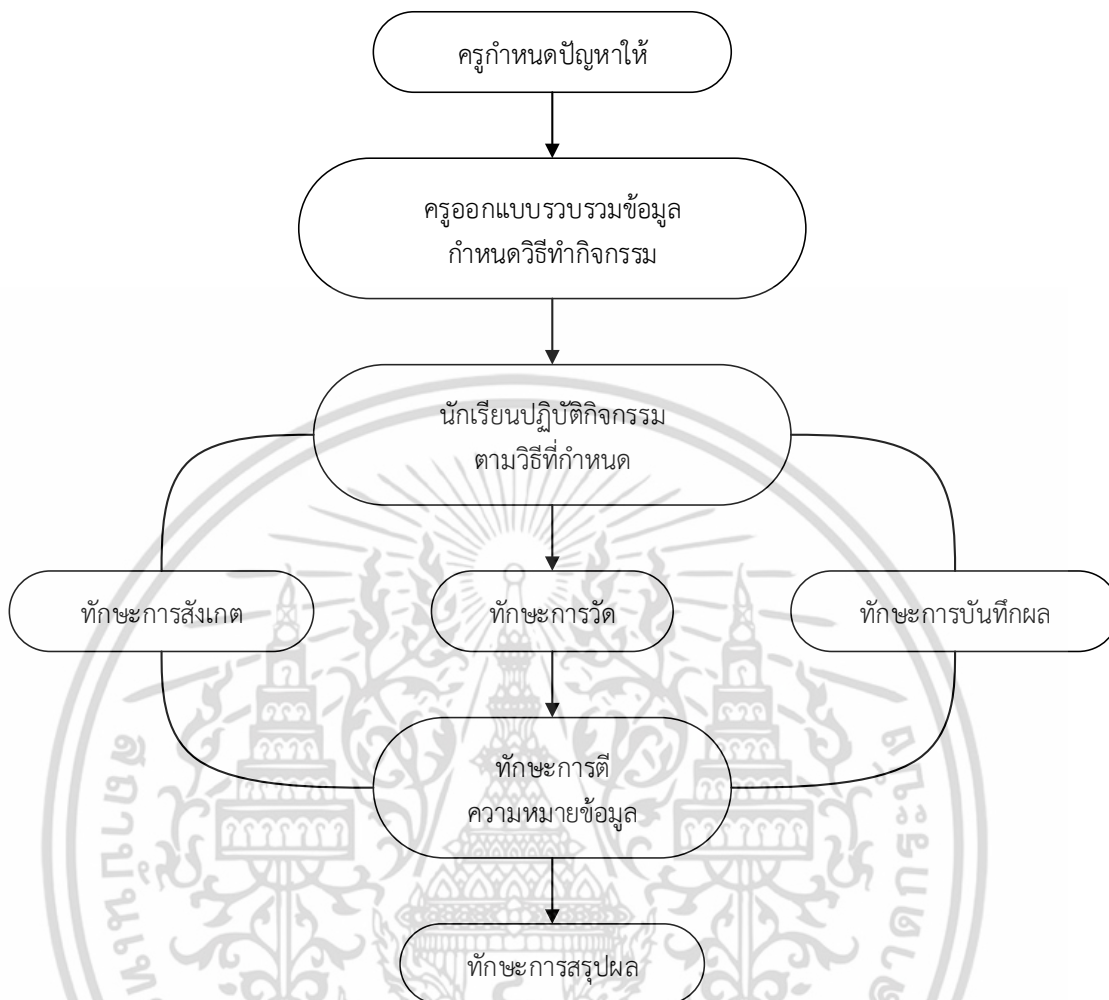 ครูกำหนดปัญหาให้
ครูออกแบบรวบรวมข้อมูล
กำหนดวิธีทำกิจกรรม
นักเรียนปฏิบัติกิจกรรม
ตามวิธีที่กำหนด
ทักษะการสังเกต
ทักษะการวัด
ทักษะการบันทึกผล
ทักษะการตี
ความหมายข้อมูล
ทักษะการสรุปผล